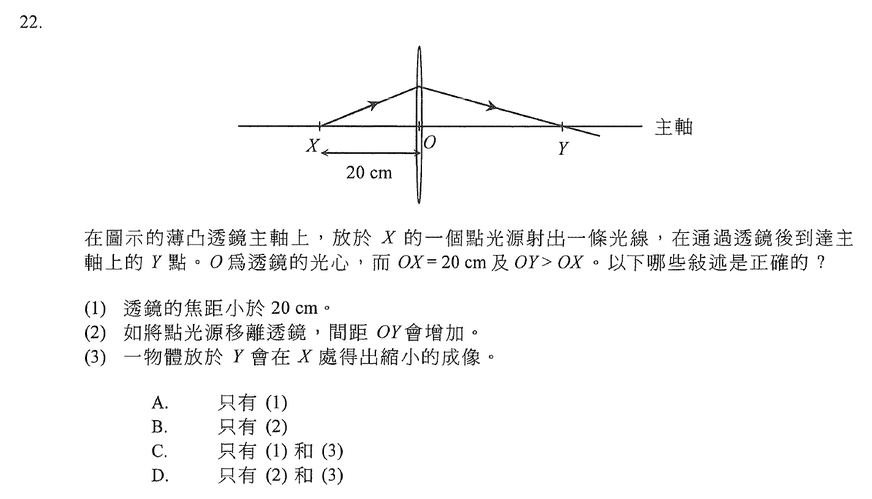 22.
主軸
X
O
Y
20 cm
在圖示的薄凸透鏡主軸上，放於 X 的一個點光源射出一條光線，在通過透鏡後到達主
軸上的 Y 點。O 爲透鏡的光心，而 OX = 20 cm 及 OY > OX。以下哪些敍述是正確的？
(1) 透鏡的焦距小於 20 cm。
(2) 如將點光源移離透鏡，間距 OY 會增加。
(3) 一物體放於 Y 會在 X 處得出縮小的成像。
A. 只有 (1)
B. 只有 (2)
C. 只有 (1) 和 (3)
D. 只有 (2) 和 (3)